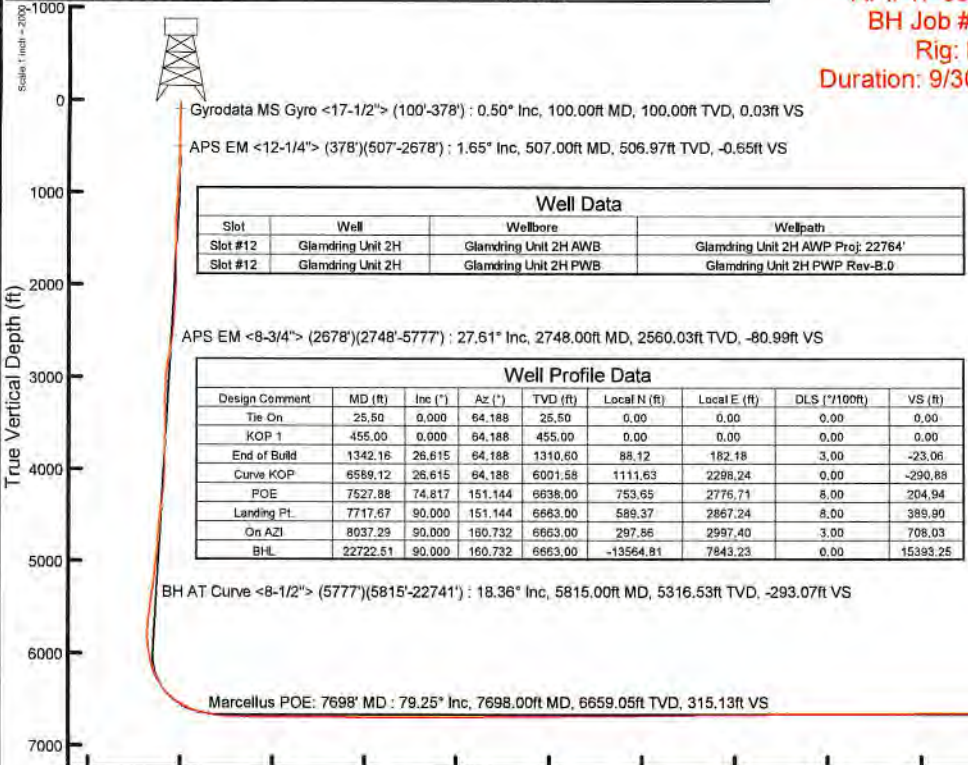 Scale 1 inch = 2000
API: 47-
BH Job #
Rig:
Duration: 9/30
True Vertical Depth (ft)
-1000
0
1000
2000
3000
4000
5000
6000
7000
Gyrodata MS Gyro <17-1/2"> (100'-378') : 0.50° Inc, 100.00ft MD, 100.00ft TVD, 0.03ft VS
APS EM <12-1/4"> (378')(507'-2678') : 1.65° Inc, 507.00ft MD, 506.97ft TVD, -0.65ft VS
Well Data
Slot Well Wellbore Wellpath
Slot #12 Glamdring Unit 2H Glamdring Unit 2H AWB Glamdring Unit 2H AWP Proj: 22764'
Slot #12 Glamdring Unit 2H Glamdring Unit 2H PWB Glamdring Unit 2H PWP Rev-B.0
APS EM <8-3/4"> (2678')(2748'-5777') : 27.61° Inc, 2748.00ft MD, 2560.03ft TVD, -80.99ft VS
Well Profile Data
Design Comment MD (ft) Inc (°) Az (°) TVD (ft) Local N (ft) Local E (ft) DLS (°/100ft) VS (ft)
Tie On 25.50 0.000 64.188 25.50 0.00 0.00 0.00 0.00
KOP 1 455.00 0.000 64.188 455.00 0.00 0.00 0.00 0.00
End of Build 1342.16 26.615 64.188 1310.60 88.12 182.18 3.00 -23.06
Curve KOP 6589.12 26.615 64.188 6001.58 1111.63 2298.24 0.00 -290.88
POE 7527.88 74.817 151.144 6638.00 753.65 2776.71 8.00 204.94
Landing Pt. 7717.67 90.000 151.144 6663.00 589.37 2867.24 8.00 389.90
On AZI 8037.29 90.000 160.732 6663.00 297.86 2997.40 3.00 708.03
BHL 22722.51 90.000 160.732 6663.00 -13564.81 7843.23 0.00 15393.25
BH AT Curve <8-1/2"> (5777')(5815'-22741') : 18.36° Inc, 5815.00ft MD, 5316.53ft TVD, -293.07ft VS
Marcellus POE: 7698' MD : 79.25° Inc, 7698.00ft MD, 6659.05ft TVD, 315.13ft VS